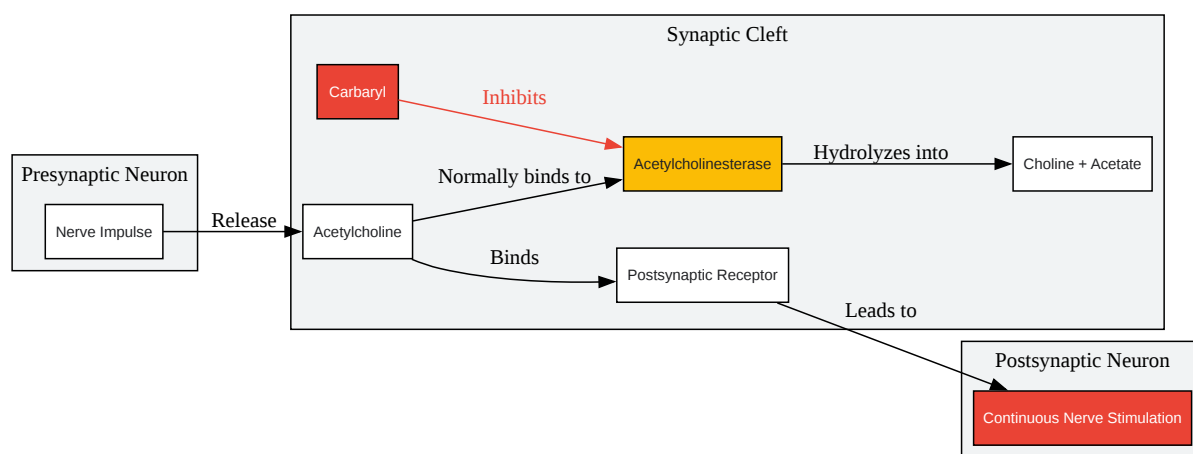 Synaptic Cleft
Carbaryl
Inhibits
Acetylcholinesterase
Hydrolyzes into
Choline + Acetate
Normally binds to
Presynaptic Neuron
Nerve Impulse
Release
Acetylcholine
Binds
Postsynaptic Receptor
Leads to
Postsynaptic Neuron
Continuous Nerve Stimulation